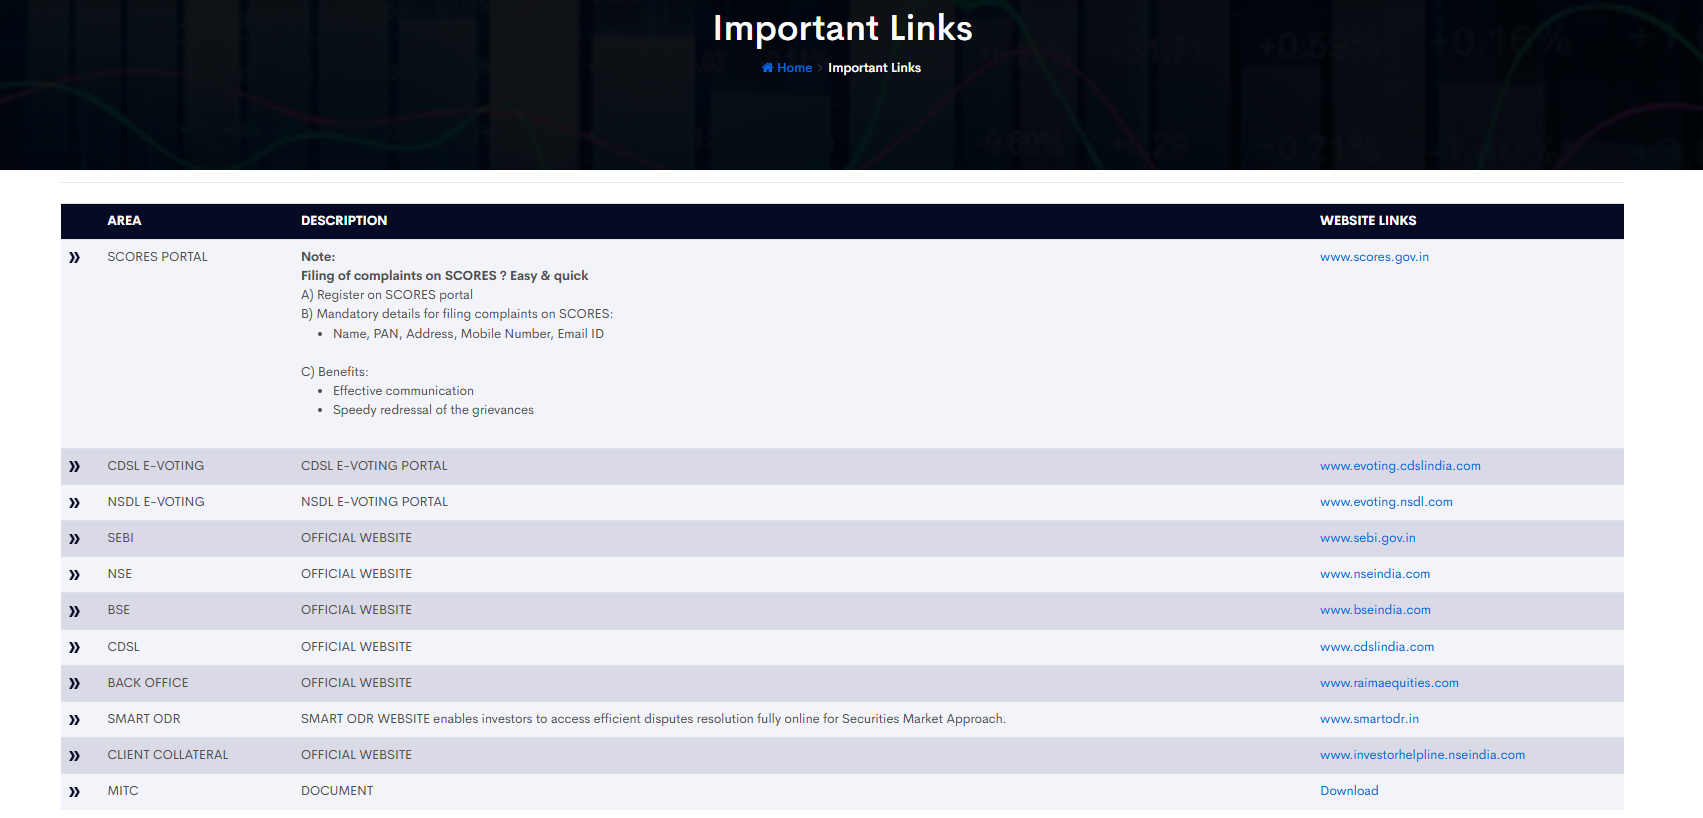 Important Links
Home > Important Links
AREA DESCRIPTION WEBSITE LINKS
» SCORES PORTAL Note: www.scores.gov.in
Filing of complaints on SCORES ? Easy & quick
A) Register on SCORES portal
B) Mandatory details for filing complaints on SCORES:
• Name, PAN, Address, Mobile Number, Email ID
C) Benefits:
• Effective communication
• Speedy redressal of the grievances
» CDSL E-VOTING CDSL E-VOTING PORTAL www.evoting.cdslindia.com
» NSDL E-VOTING NSDL E-VOTING PORTAL www.evoting.nsdl.com
» SEBI OFFICIAL WEBSITE www.sebi.gov.in
» NSE OFFICIAL WEBSITE www.nseindia.com
» BSE OFFICIAL WEBSITE www.bseindia.com
» CDSL OFFICIAL WEBSITE www.cdslindia.com
» BACK OFFICE OFFICIAL WEBSITE www.raimaequities.com
» SMART ODR SMART ODR WEBSITE enables investors to access efficient disputes resolution fully online for Securities Market Approach. www.smartodr.in
» CLIENT COLLATERAL OFFICIAL WEBSITE www.investorhelpline.nseindia.com
» MITC DOCUMENT Download